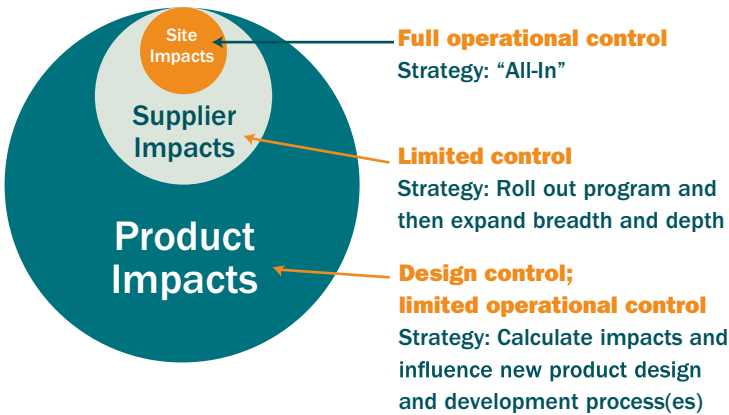 Site
Impacts
Supplier
Impacts
Product
Impacts
Full operational control
Strategy: “All-In”
Limited control
Strategy: Roll out program and
then expand breadth and depth
Design control;
limited operational control
Strategy: Calculate impacts and
influence new product design
and development process(es)